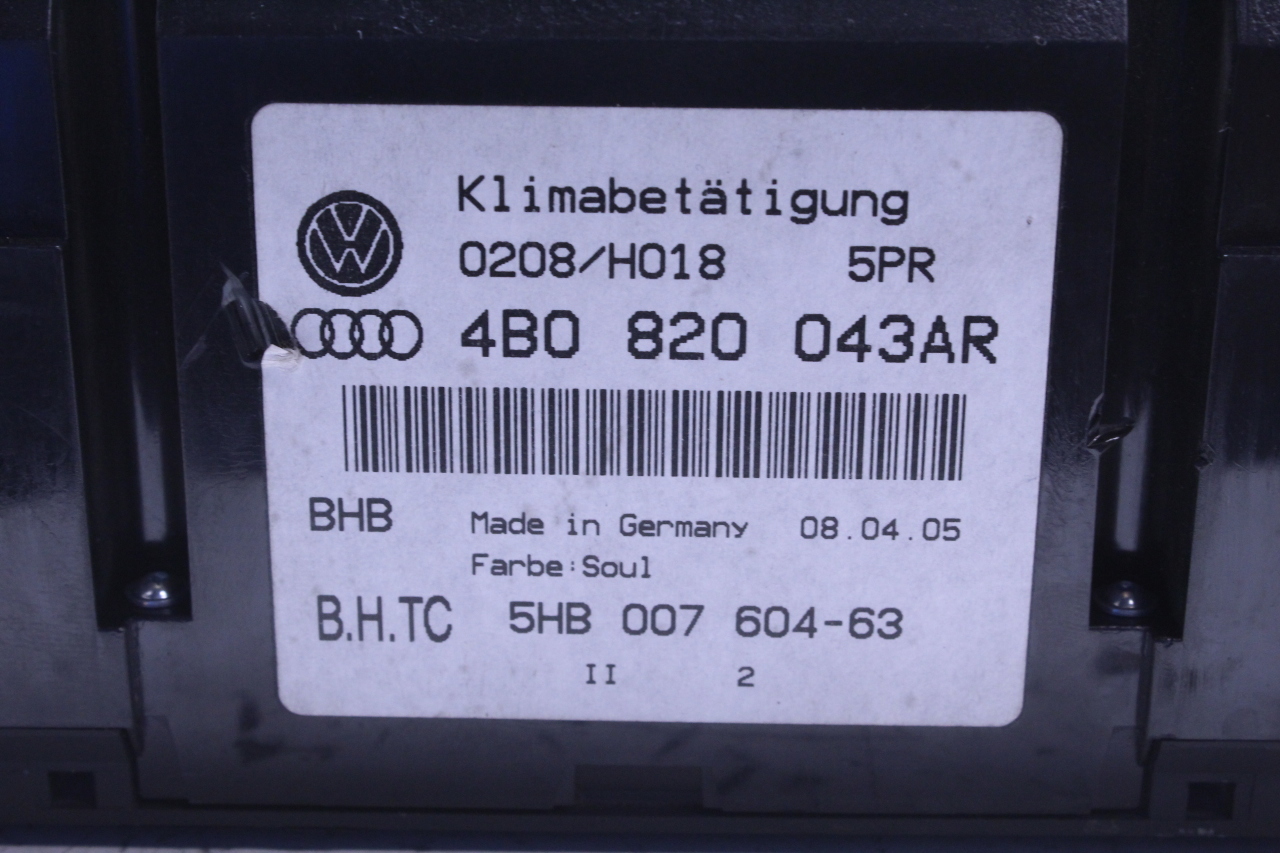 Klimabetätigung
0208/H018 5PR
4B0 820 043AR
BHB Made in Germany 08.04.05
Farbe:Soul
B.H.TC 5HB 007 604-63
II 2